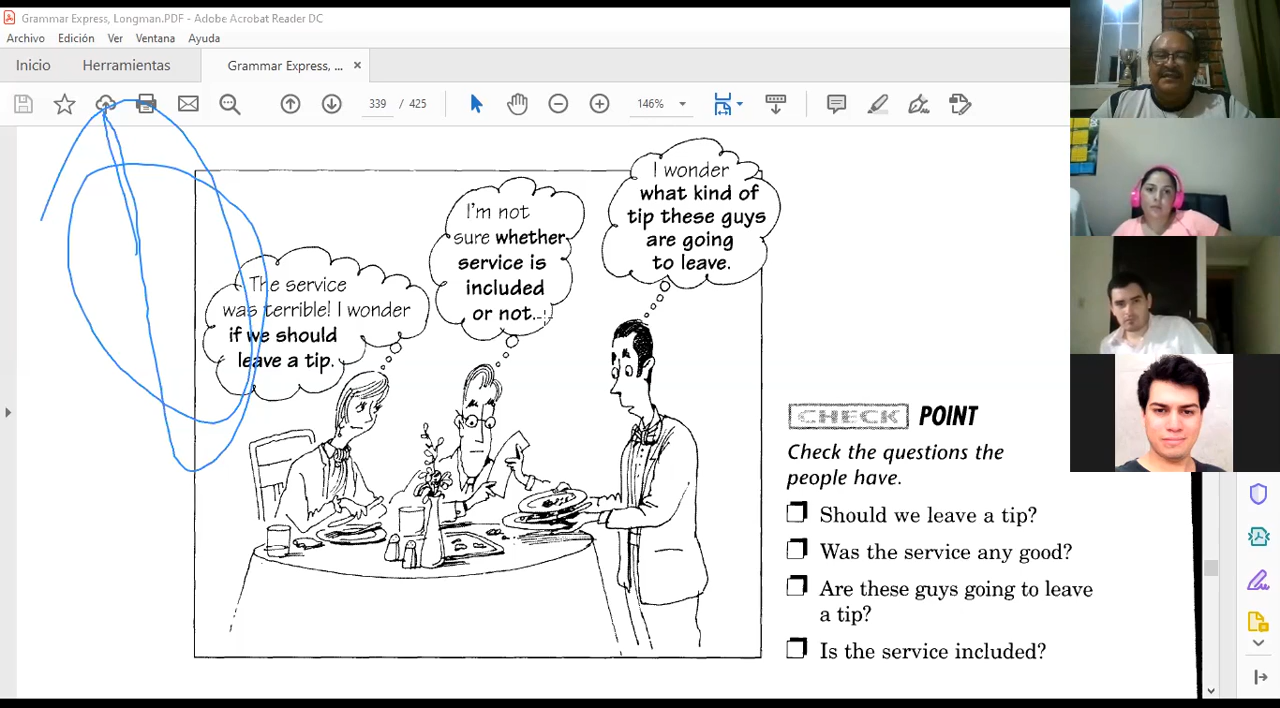 Grammar Express, Longman.PDF - Adobe Acrobat Reader DC
Archivo Edición Ver Ventana Ayuda
Inicio Herramientas Grammar Express, ... ×
339 / 425 146%
The service
was terrible! I wonder
if we should
leave a tip.
I'm not
sure whether
service is
included
or not...
I wonder
what kind of
tip these guys
are going
to leave.
CHECK POINT
Check the questions the
people have.
Should we leave a tip?
Was the service any good?
Are these guys going to leave
a tip?
Is the service included?